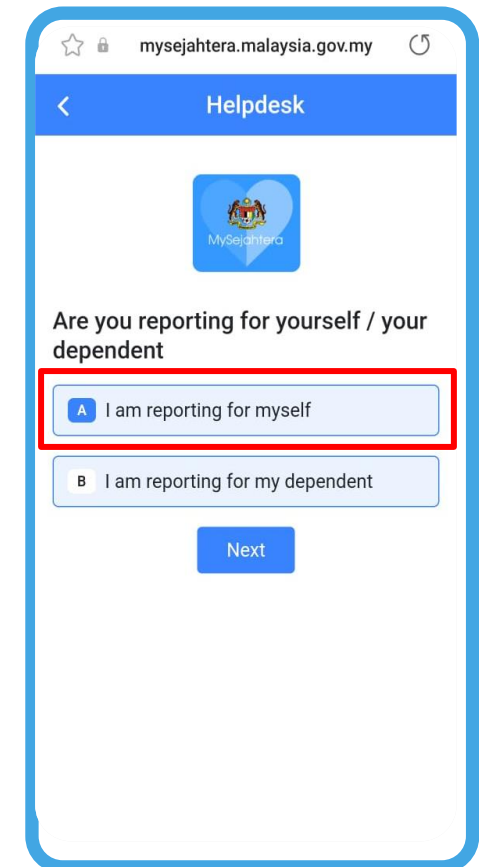 mysejahtera.malaysia.gov.my
Helpdesk
MySejahtera
Are you reporting for yourself / your
dependent
A I am reporting for myself
B I am reporting for my dependent
Next